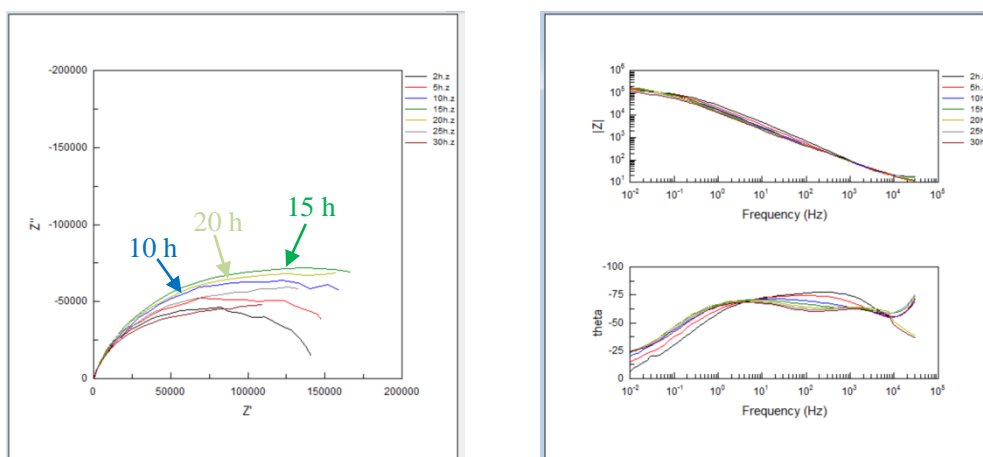 -200000
-150000
-100000
-50000
0
Z''
0
50000
100000
150000
200000
Z'
2h.z
5h.z
10h.z
15h.z
20h.z
25h.z
30h.z
10 h
20 h
15 h
10^6
10^5
10^4
10^3
10^2
10^1
|Z|
10^-2
10^-1
10^0
10^1
10^2
10^3
10^4
10^5
Frequency (Hz)
2h.z
5h.z
10h.z
15h.z
20h.z
25h.z
30h.z
-100
-75
-50
-25
0
theta
10^-2
10^-1
10^0
10^1
10^2
10^3
10^4
10^5
Frequency (Hz)